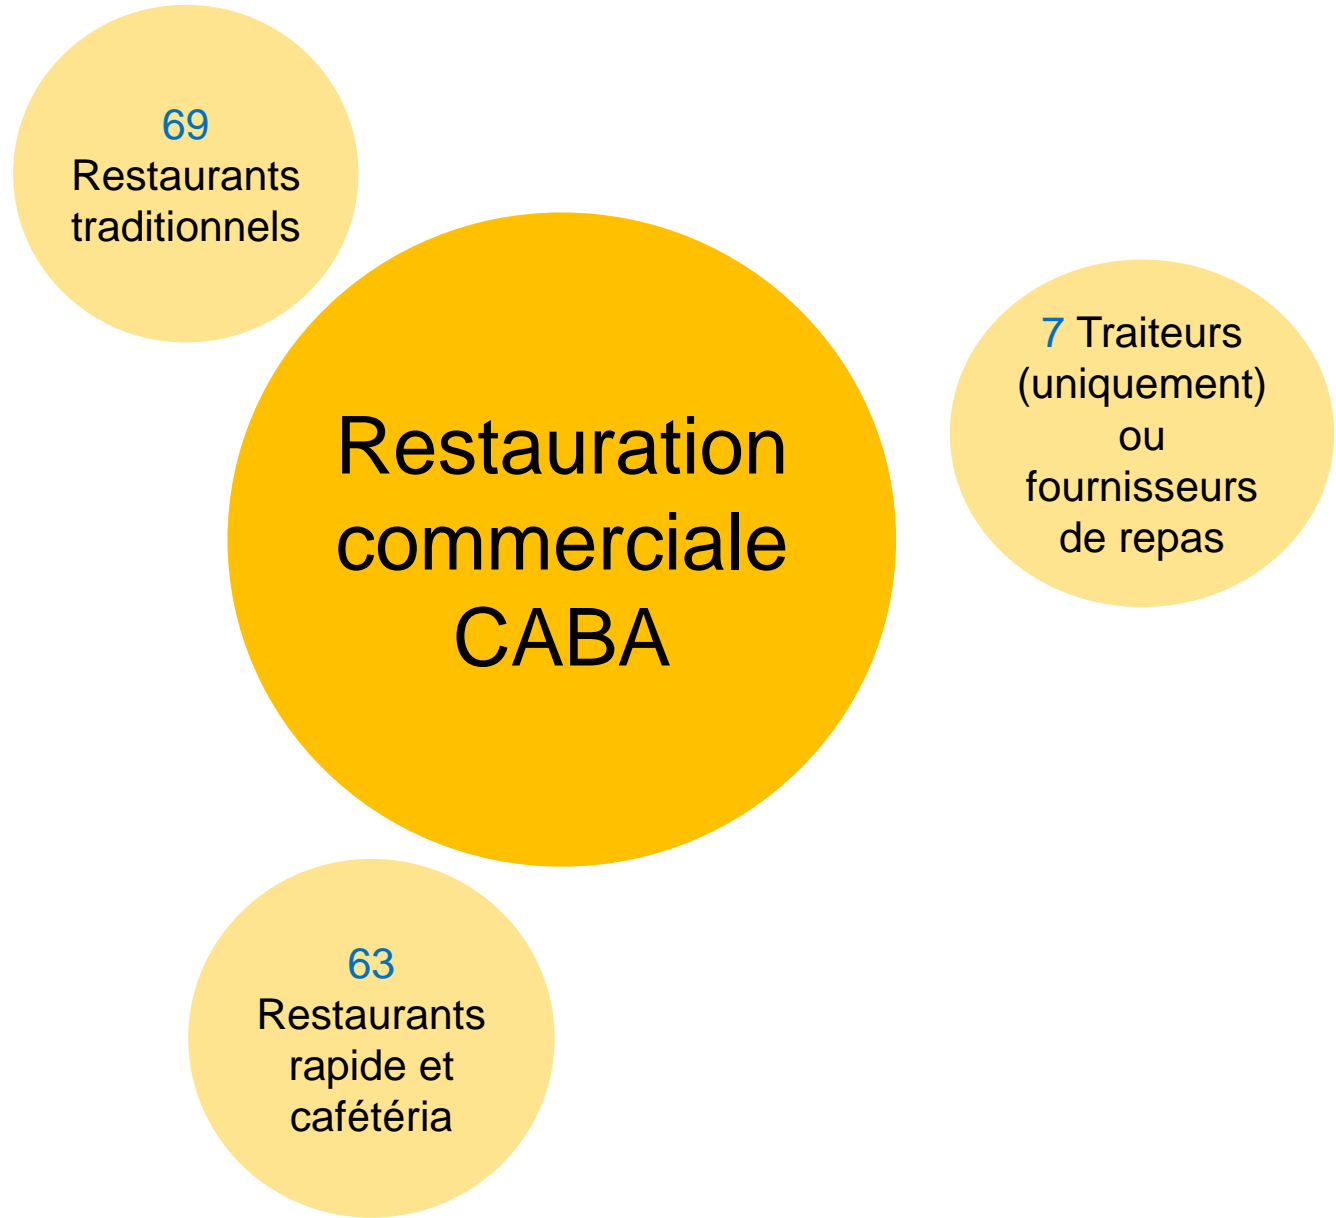 69
Restaurants
traditionnels
Restauration
commerciale
CABA
7 Traiteurs
(uniquement)
ou
fournisseurs
de repas
63
Restaurants
rapide et
cafétéria